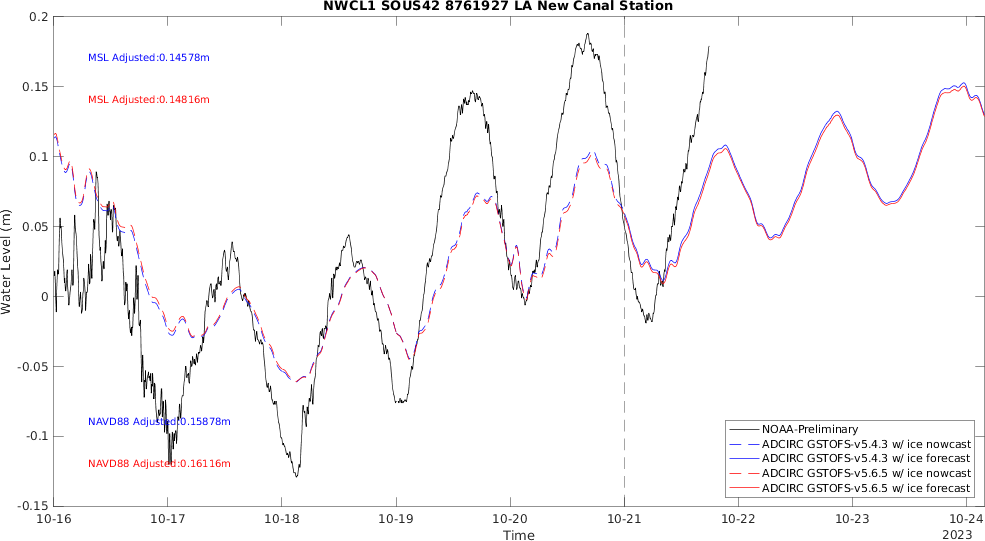 NWCL1 SOUS42 8761927 LA New Canal Station
0.2
0.15
0.1
0.05
0
-0.05
-0.1
-0.15
Water Level (m)
MSL Adjusted:0.14578m
MSL Adjusted:0.14816m
NAVD88 Adjusted:0.15878m
NAVD88 Adjusted:0.16116m
NOAA-Preliminary
ADCIRC GSTOFS-v5.4.3 w/ ice nowcast
ADCIRC GSTOFS-v5.4.3 w/ ice forecast
ADCIRC GSTOFS-v5.6.5 w/ ice nowcast
ADCIRC GSTOFS-v5.6.5 w/ ice forecast
10-16 10-17 10-18 10-19 10-20 10-21 10-22 10-23 10-24
Time
2023